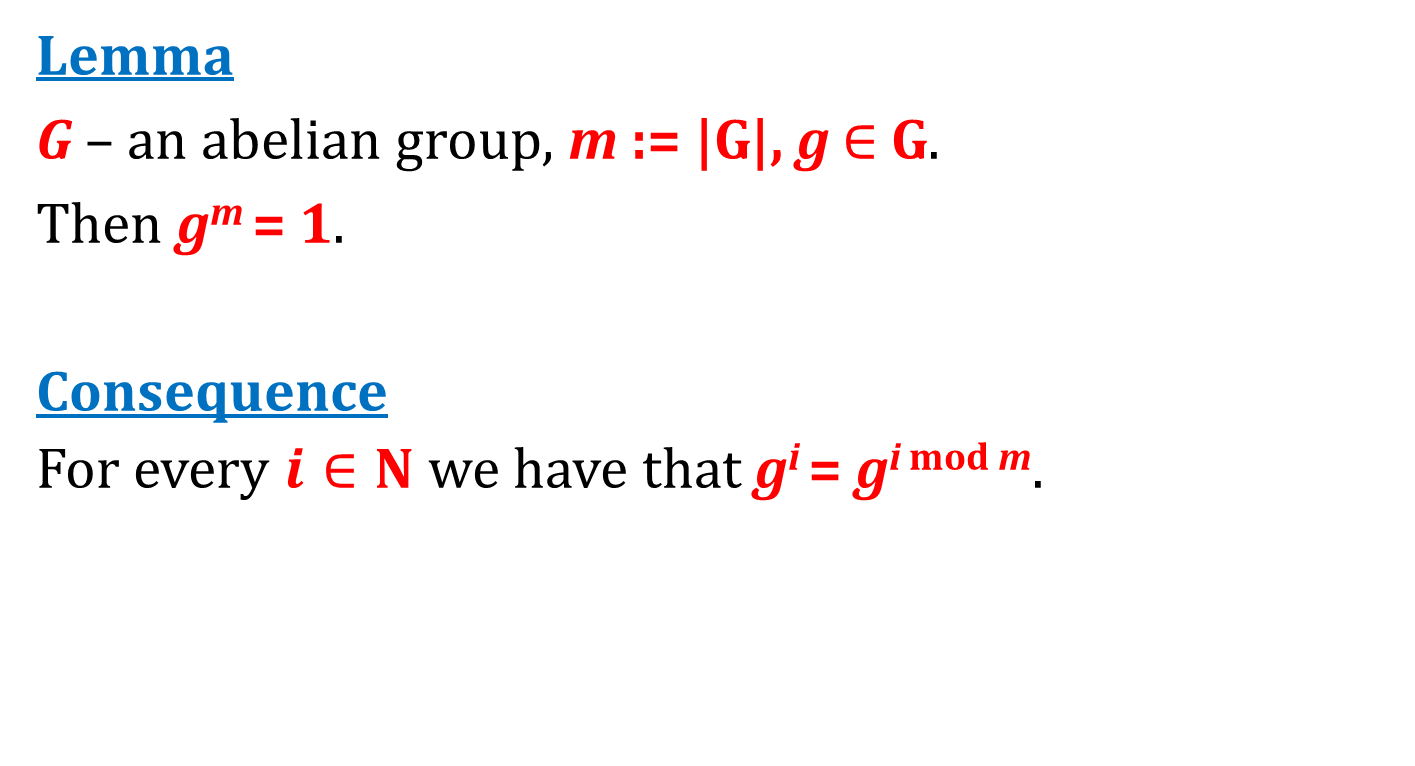 Lemma
G – an abelian group, m := |G|, g ∈ G.
Then gᵐ = 1.
Consequence
For every i ∈ N we have that gⁱ = gⁱ ᵐᵒᵈ ᵐ.